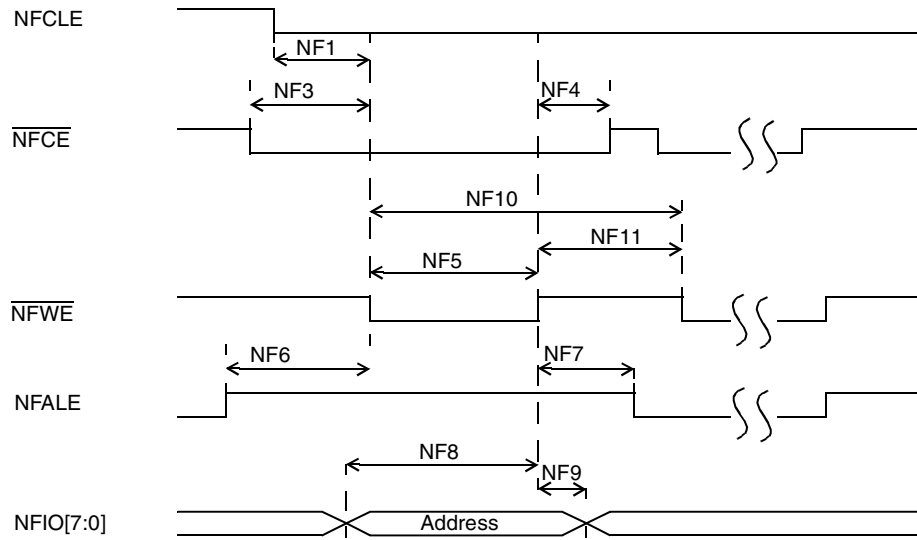 NFCLE
NF1
NF3
NF4
NFCE
NF10
NF11
NF5
NFWE
NF6
NF7
NFALE
NF8
NF9
NFIO[7:0]
Address